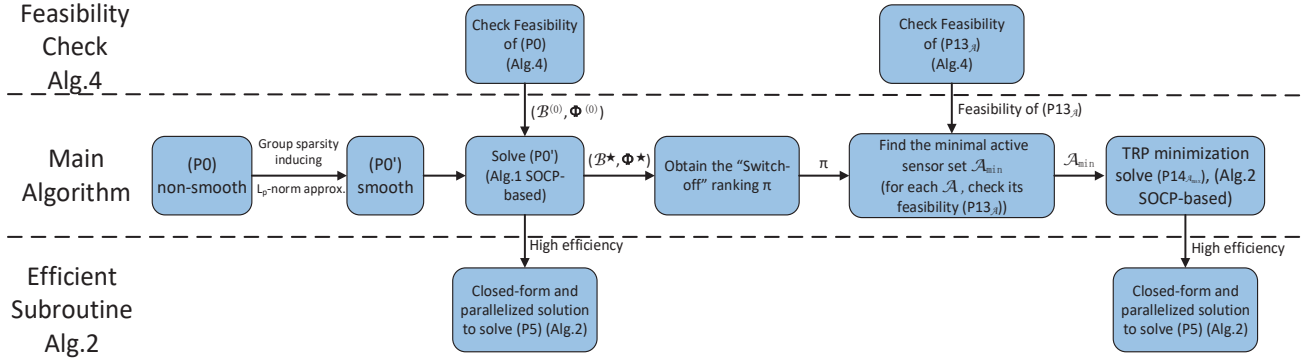 Feasibility
Check
Alg.4
Check Feasibility
of (P0)
(Alg.4)
Check Feasibility
of (P13𝒜)
(Alg.4)
(ℬ⁽⁰⁾, Φ⁽⁰⁾)
Feasibility of (P13𝒜)
Main
Algorithm
(P0)
non-smooth
Group sparsity
inducing
Lₚ-norm approx.
(P0')
smooth
Solve (P0')
(Alg.1 SOCP-
based)
(ℬ★, Φ★)
Obtain the “Switch-
off” ranking π
π
Find the minimal active
sensor set 𝒜min
(for each 𝒜 , check its
feasibility (P13𝒜))
𝒜min
TRP minimization
solve (P14𝒜min), (Alg.2
SOCP-based)
High efficiency
High efficiency
Efficient
Subroutine
Alg.2
Closed-form and
parallelized solution
to solve (P5) (Alg.2)
Closed-form and
parallelized solution
to solve (P5) (Alg.2)